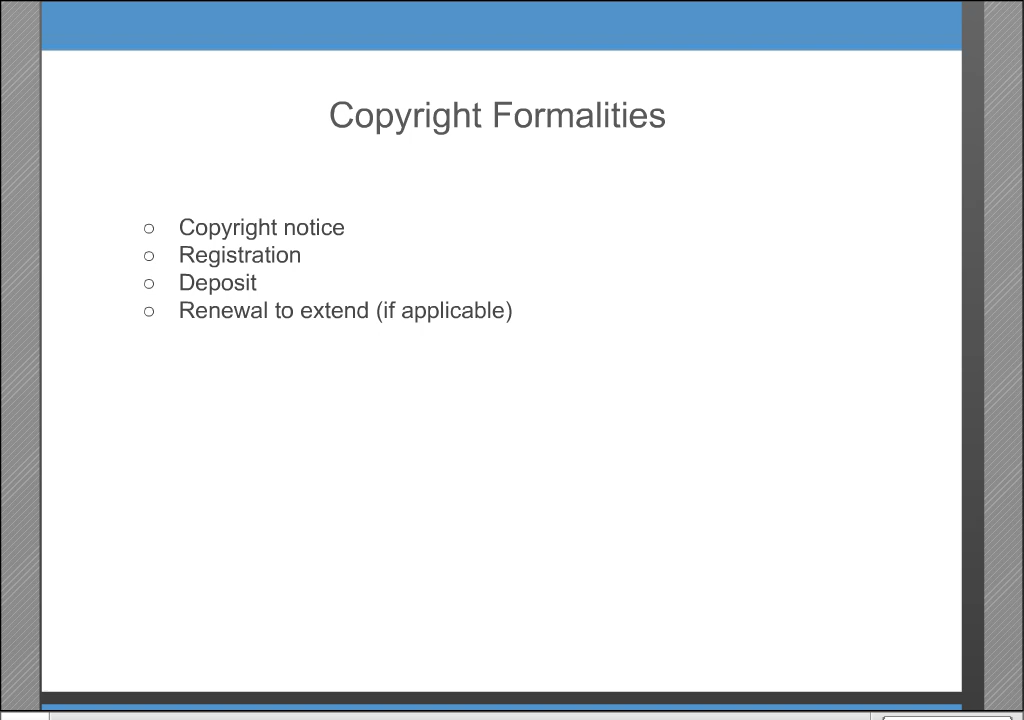 Copyright Formalities
○ Copyright notice
○ Registration
○ Deposit
○ Renewal to extend (if applicable)